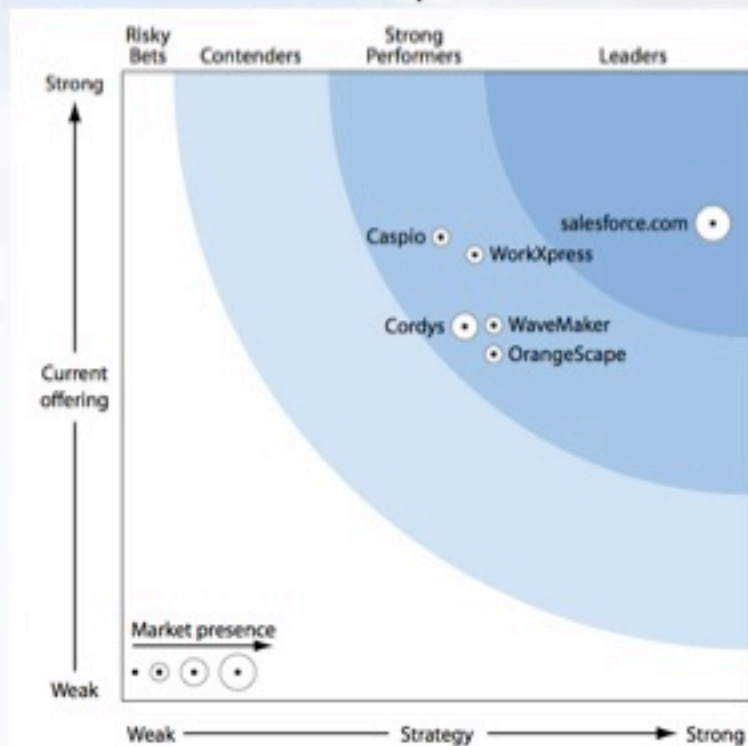 Risky
Bets
Contenders
Strong
Performers
Leaders
Strong
salesforce.com
Caspio
WorkXpress
Cordys
WaveMaker
OrangeScape
Current
offering
Market presence
Weak
Weak
Strategy
Strong